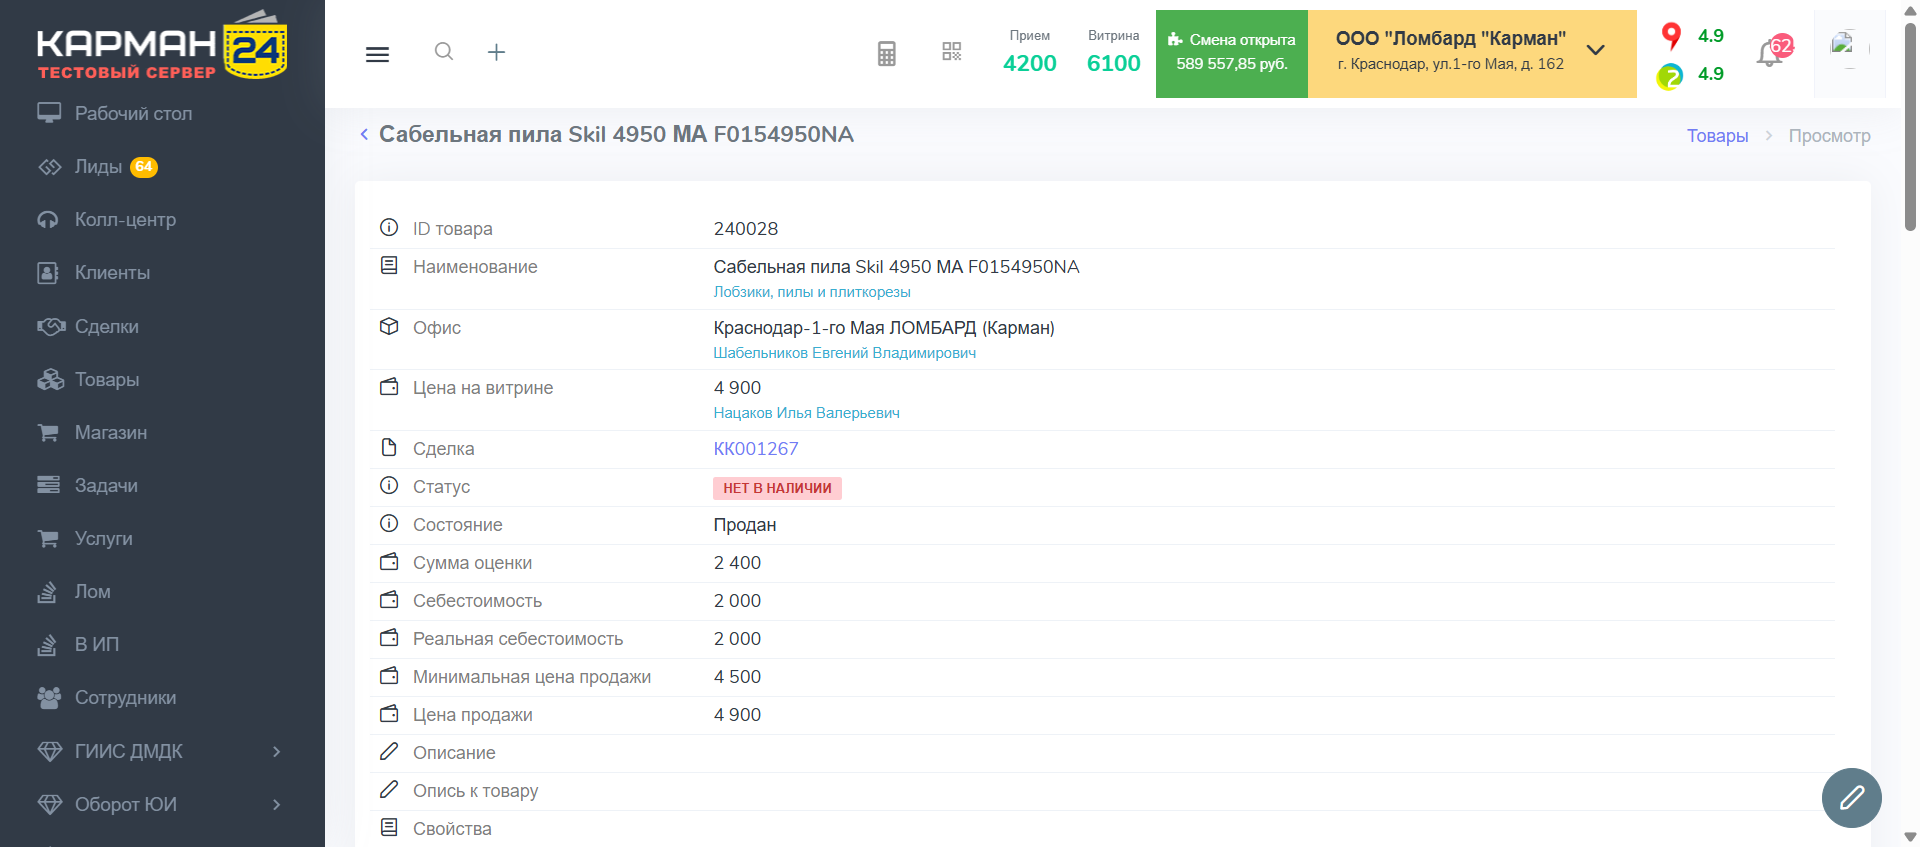 КАРМАН 24
ТЕСТОВЫЙ СЕРВЕР
Рабочий стол
Лиды 64
Колл-центр
Клиенты
Сделки
Товары
Магазин
Задачи
Услуги
Лом
В ИП
Сотрудники
ГИИС ДМДК
Оборот ЮИ
Прием
4200
Витрина
6100
Смена открыта
589 557,85 руб.
ООО "Ломбард "Карман"
г. Краснодар, ул.1-го Мая, д. 162
4.9
4.9
62
Сабельная пила Skil 4950 МА F0154950NA
Товары > Просмотр
ID товара 240028
Наименование Сабельная пила Skil 4950 МА F0154950NA
Лобзики, пилы и плиткорезы
Офис Краснодар-1-го Мая ЛОМБАРД (Карман)
Шабельников Евгений Владимирович
Цена на витрине 4 900
Нацаков Илья Валерьевич
Сделка КК001267
Статус НЕТ В НАЛИЧИИ
Состояние Продан
Сумма оценки 2 400
Себестоимость 2 000
Реальная себестоимость 2 000
Минимальная цена продажи 4 500
Цена продажи 4 900
Описание
Опись к товару
Свойства